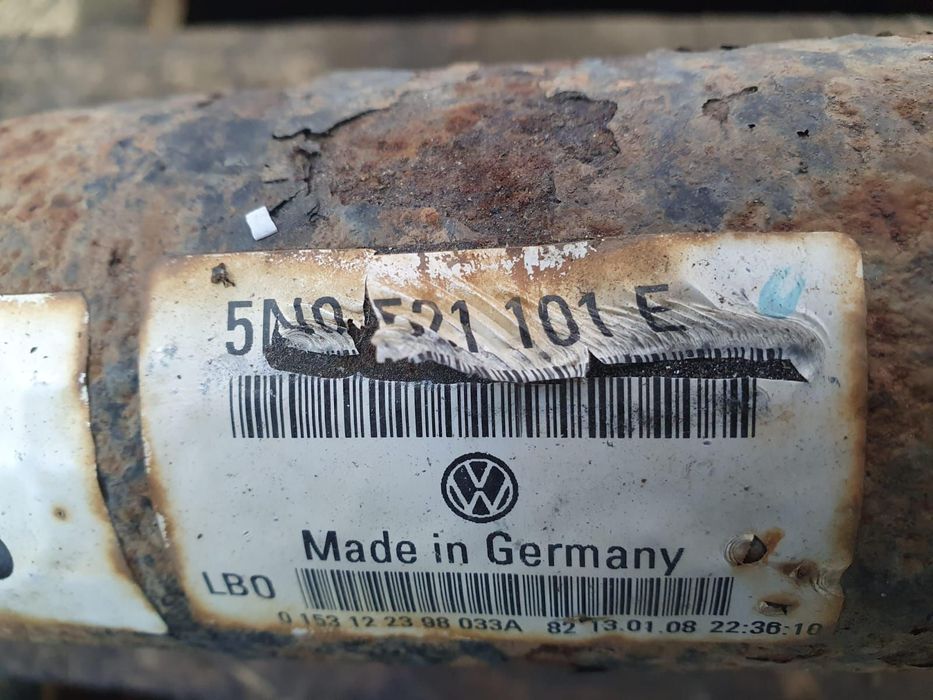 5N0 521 101 E
Made in Germany
LBO
0 153 12 23 98 033A 82 13.01.08 22:36:10